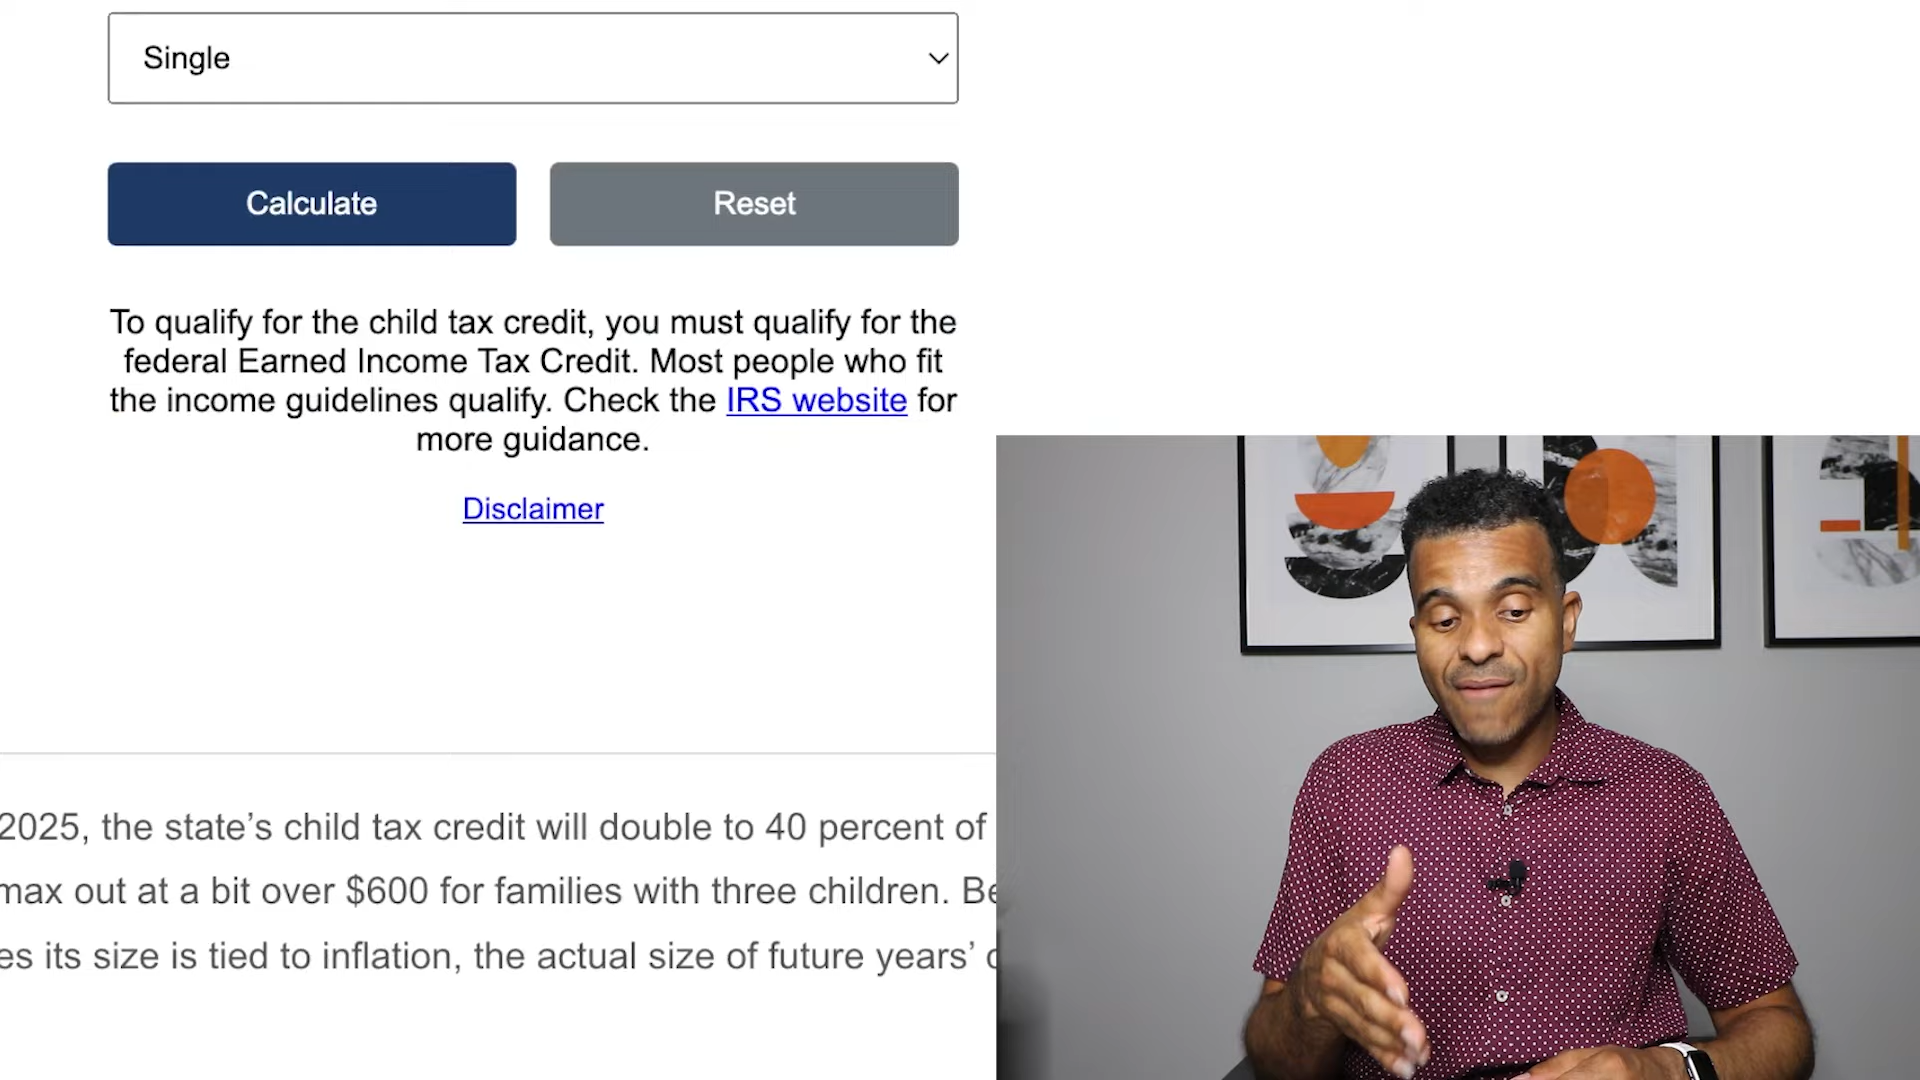 Single
Calculate
Reset
To qualify for the child tax credit, you must qualify for the
federal Earned Income Tax Credit. Most people who fit
the income guidelines qualify. Check the IRS website for
more guidance.
Disclaimer
2025, the state’s child tax credit will double to 40 percent of
max out at a bit over $600 for families with three children. Be
es its size is tied to inflation, the actual size of future years’